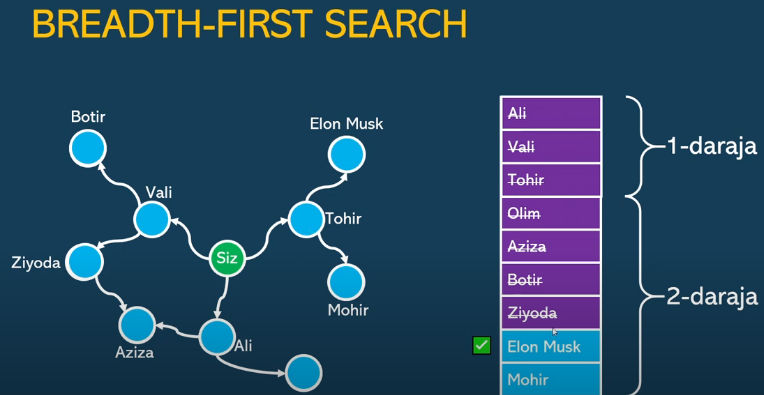 BREADTH-FIRST SEARCH
Botir
Elon Musk
Vali
Tohir
Siz
Ziyoda
Mohir
Aziza
Ali
Ali
Vali
Tohir
Olim
Aziza
Botir
Ziyoda
Elon Musk
Mohir
1-daraja
2-daraja